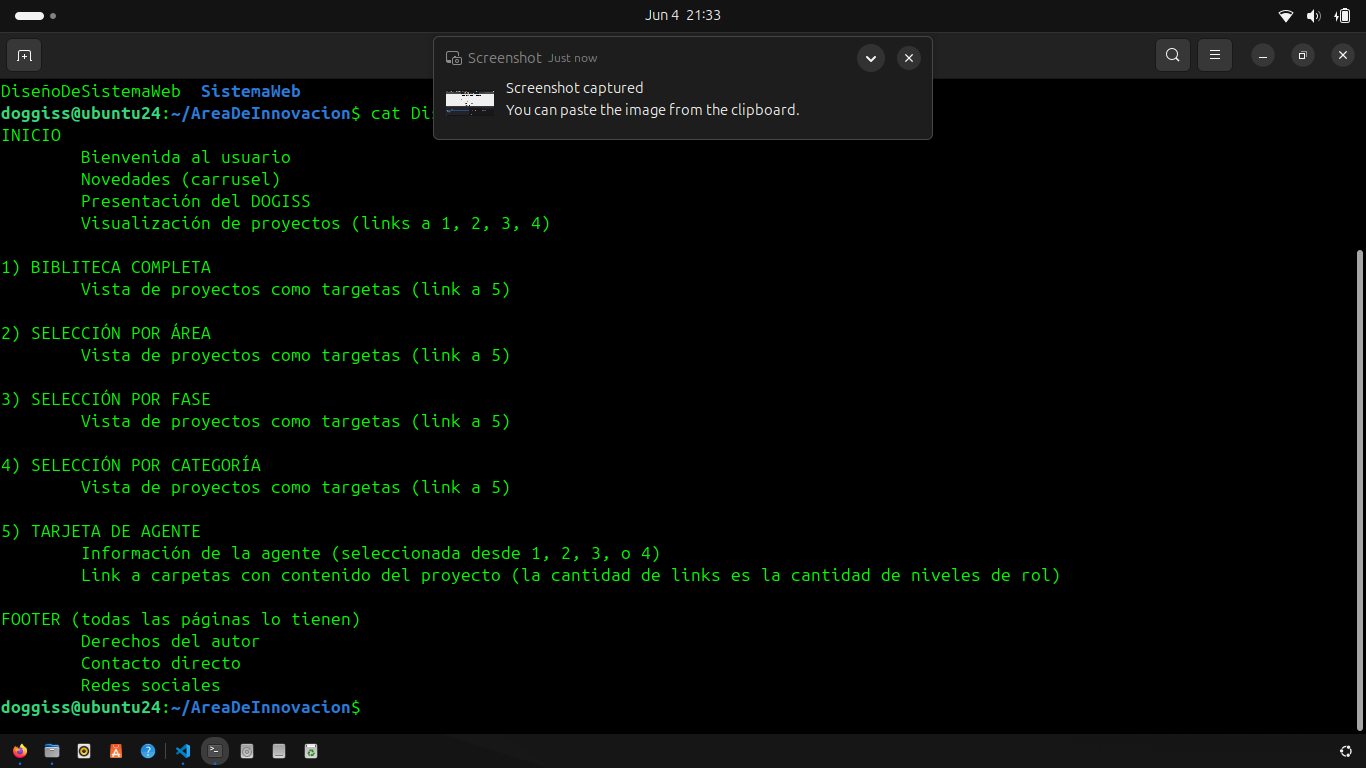 Jun 4 21:33
Screenshot Just now
Screenshot captured
You can paste the image from the clipboard.
DiseñoDeSistemaWeb SistemaWeb
doggiss@ubuntu24:~/AreaDeInnovacion$ cat
INICIO
Bienvenida al usuario
Novedades (carrusel)
Presentación del DOGISS
Visualización de proyectos (links a 1, 2, 3, 4)
1) BIBLITECA COMPLETA
Vista de proyectos como targetas (link a 5)
2) SELECCIÓN POR ÁREA
Vista de proyectos como targetas (link a 5)
3) SELECCIÓN POR FASE
Vista de proyectos como targetas (link a 5)
4) SELECCIÓN POR CATEGORÍA
Vista de proyectos como targetas (link a 5)
5) TARJETA DE AGENTE
Información de la agente (seleccionada desde 1, 2, 3, o 4)
Link a carpetas con contenido del proyecto (la cantidad de links es la cantidad de niveles de rol)
FOOTER (todas las páginas lo tienen)
Derechos del autor
Contacto directo
Redes sociales
doggiss@ubuntu24:~/AreaDeInnovacion$